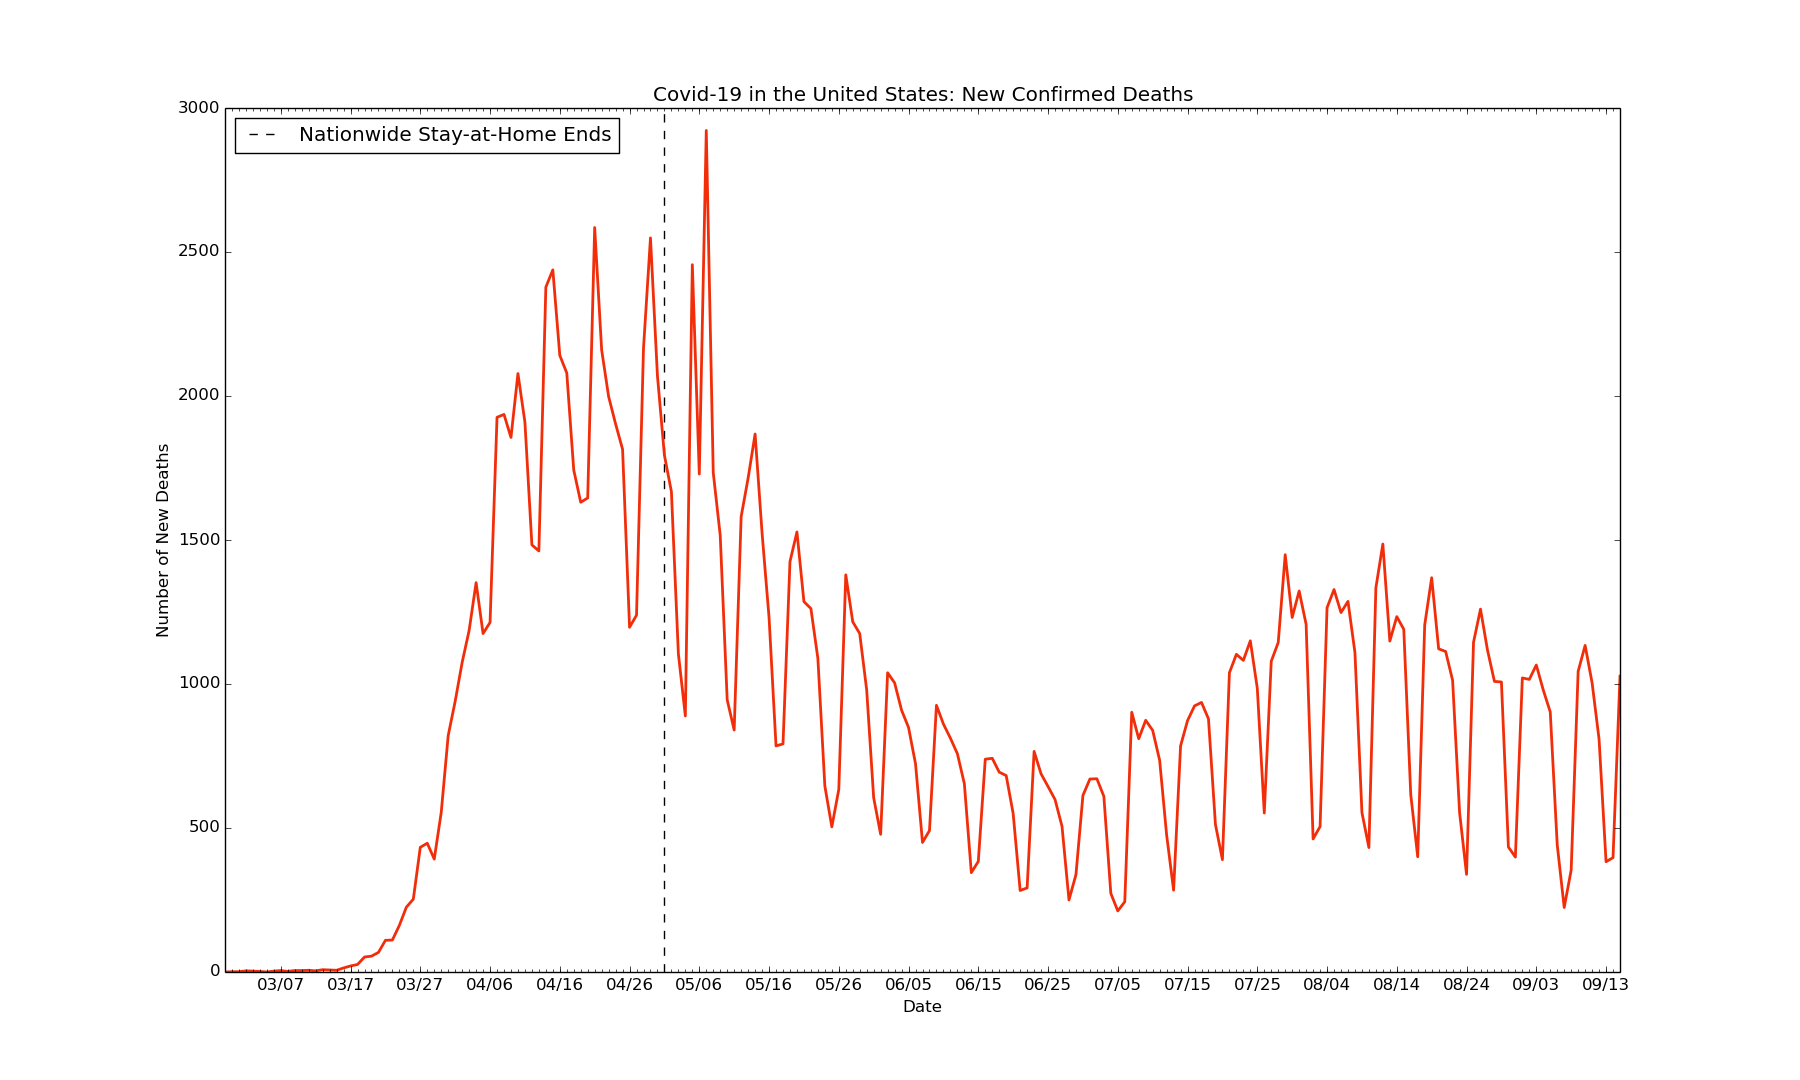 Covid-19 in the United States: New Confirmed Deaths
Nationwide Stay-at-Home Ends
Number of New Deaths
3000
2500
2000
1500
1000
500
0
03/07 03/17 03/27 04/06 04/16 04/26 05/06 05/16 05/26 06/05 06/15 06/25 07/05 07/15 07/25 08/04 08/14 08/24 09/03 09/13
Date